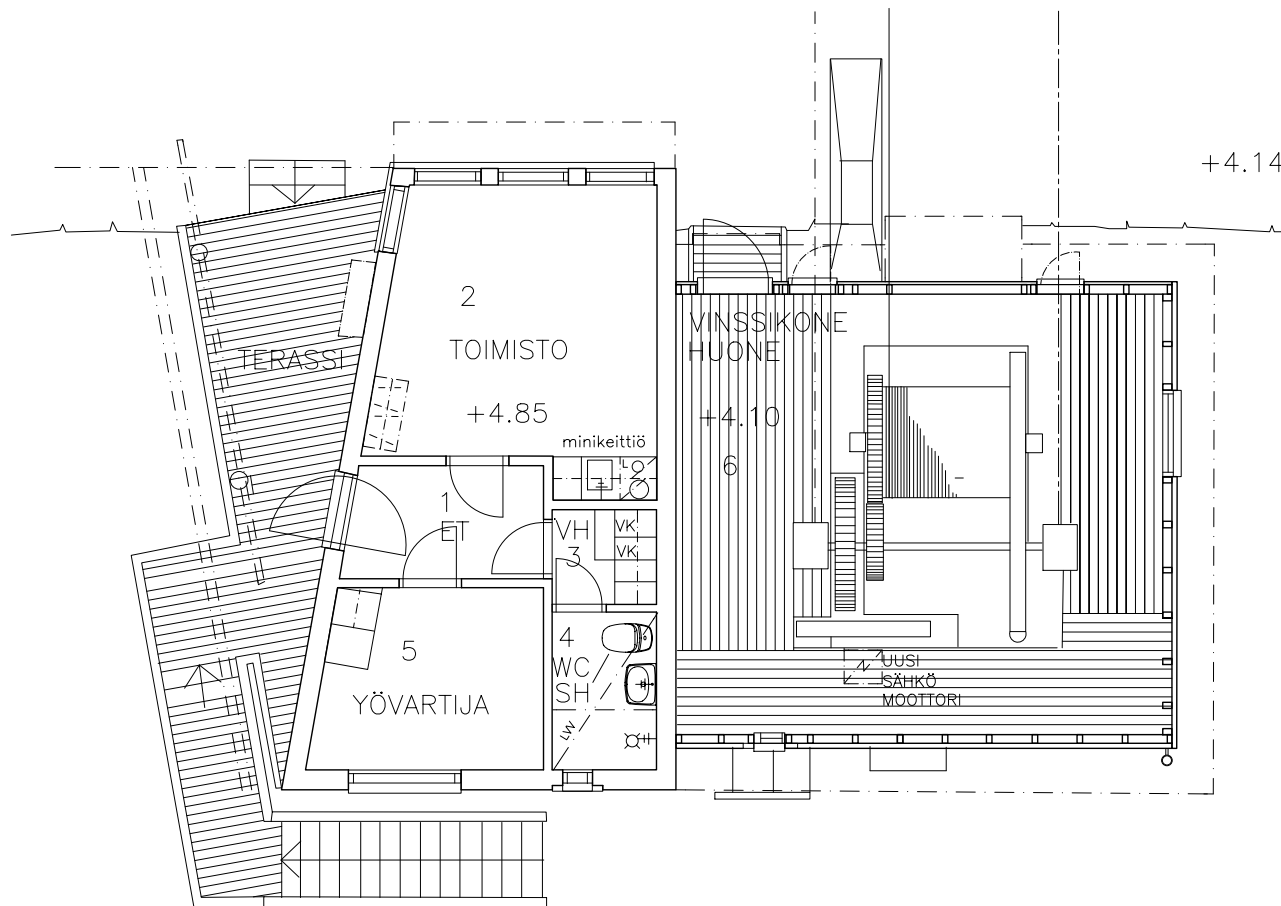 +4.14
2
TOIMISTO
+4.85
minikeittiö
TERASSI
VINSSIKONE
HUONE
+4.10
6
1
ET
VH
3
VK
VK
L
4
WC
SH
LW
5
YÖVARTIJA
UUSI
SÄHKÖ
MOOTTORI